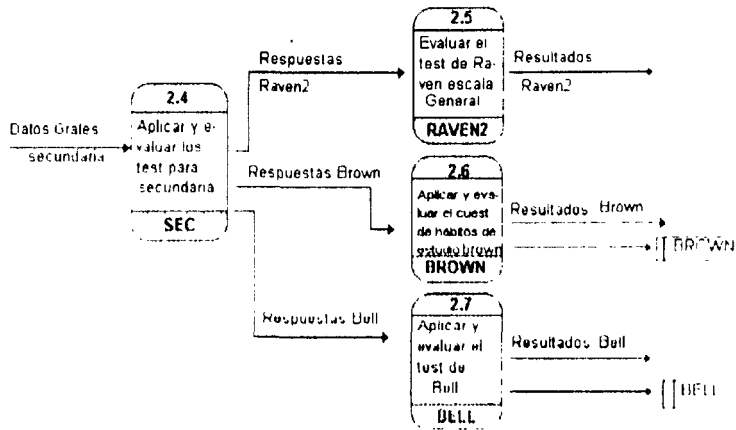 Datos Grales
secundaria
2.4
Aplicar y e-
valuar los
test para
secundaria
SEC
Respuestas
Raven2
2.5
Evaluar el
test de Ra-
ven escala
General
RAVEN2
Resultados
Raven2
Respuestas Brown
2.6
Aplicar y eva-
luar el cuest
de habitos de
estudio brown
BROWN
Resultados Brown
BROWN
Respuestas Bell
2.7
Aplicar y
evaluar el
test de
Bell
BELL
Resultados Bell
BELL